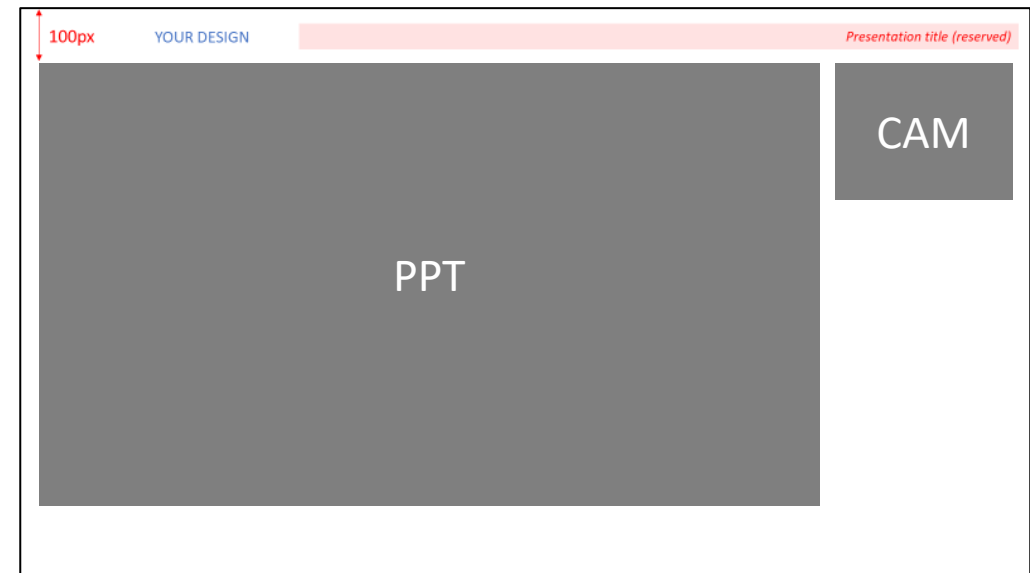 100px
YOUR DESIGN
Presentation title (reserved)
CAM
PPT